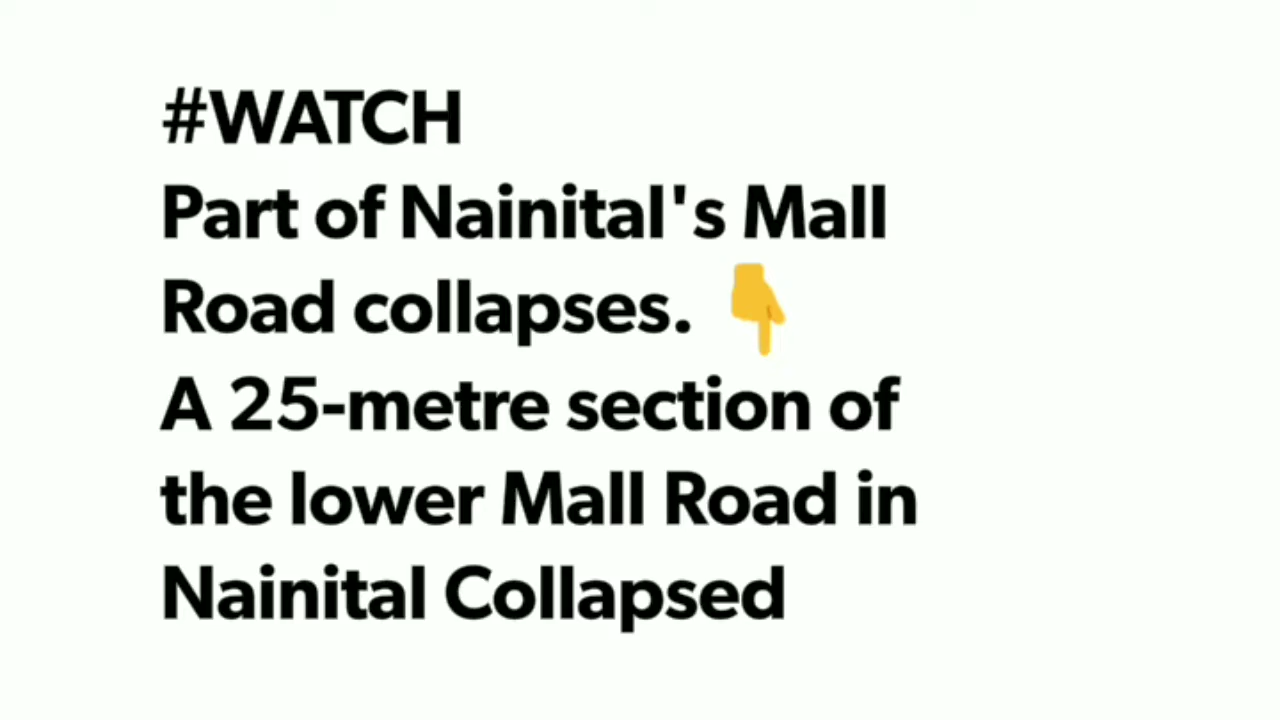 #WATCH
Part of Nainital's Mall
Road collapses. 👇
A 25-metre section of
the lower Mall Road in
Nainital Collapsed